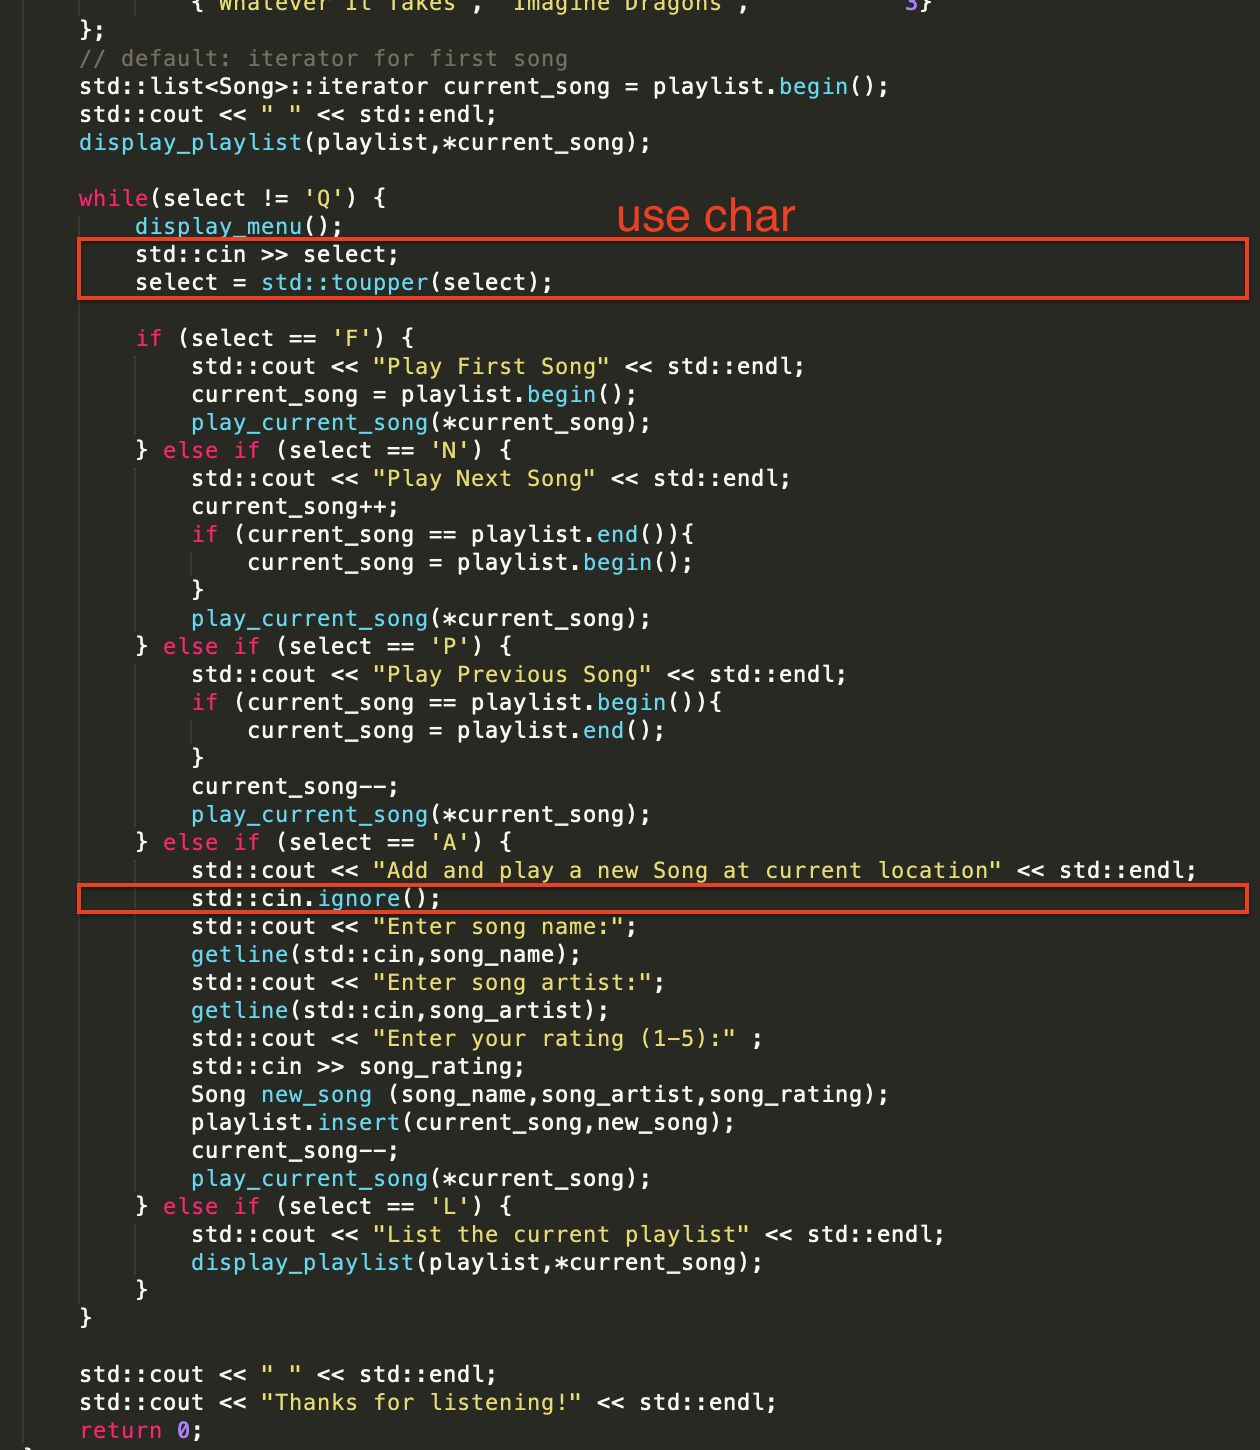 {"Whatever It Takes", "Imagine Dragons", 3}
};
// default: iterator for first song
std::list<Song>::iterator current_song = playlist.begin();
std::cout << " " << std::endl;
display_playlist(playlist,*current_song);
while(select != 'Q') {
use char
display_menu();
std::cin >> select;
select = std::toupper(select);
if (select == 'F') {
std::cout << "Play First Song" << std::endl;
current_song = playlist.begin();
play_current_song(*current_song);
} else if (select == 'N') {
std::cout << "Play Next Song" << std::endl;
current_song++;
if (current_song == playlist.end()){
current_song = playlist.begin();
}
play_current_song(*current_song);
} else if (select == 'P') {
std::cout << "Play Previous Song" << std::endl;
if (current_song == playlist.begin()){
current_song = playlist.end();
}
current_song--;
play_current_song(*current_song);
} else if (select == 'A') {
std::cout << "Add and play a new Song at current location" << std::endl;
std::cin.ignore();
std::cout << "Enter song name:";
getline(std::cin,song_name);
std::cout << "Enter song artist:";
getline(std::cin,song_artist);
std::cout << "Enter your rating (1-5):" ;
std::cin >> song_rating;
Song new_song (song_name,song_artist,song_rating);
playlist.insert(current_song,new_song);
current_song--;
play_current_song(*current_song);
} else if (select == 'L') {
std::cout << "List the current playlist" << std::endl;
display_playlist(playlist,*current_song);
}
}
std::cout << " " << std::endl;
std::cout << "Thanks for listening!" << std::endl;
return 0;